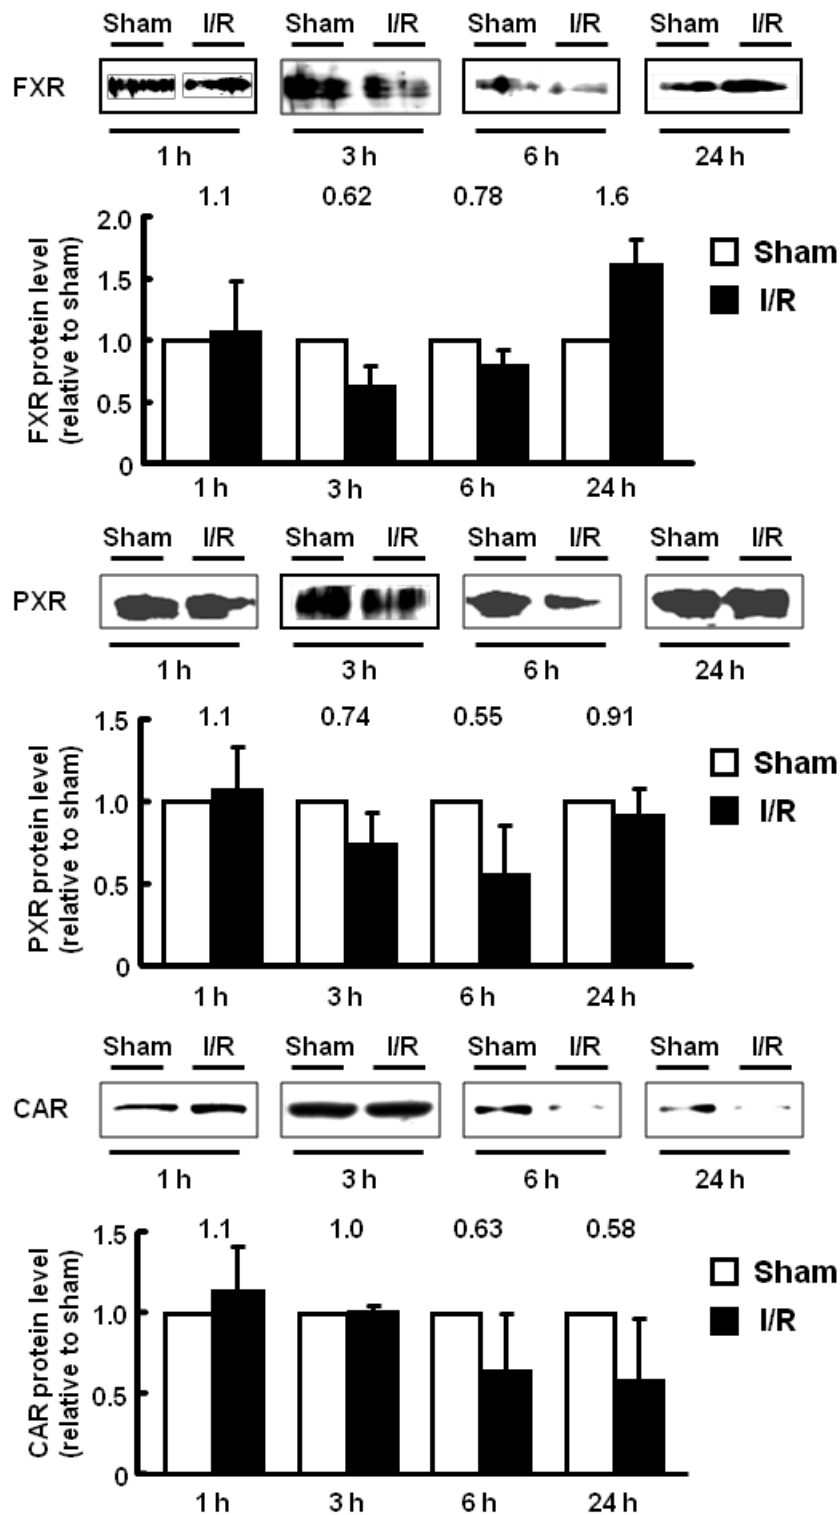 Sham I/R Sham I/R Sham I/R Sham I/R
FXR
1 h 3 h 6 h 24 h
1.1 0.62 0.78 1.6
FXR protein level
(relative to sham)
2.0
1.5
1.0
0.5
0
Sham
I/R
1 h 3 h 6 h 24 h
Sham I/R Sham I/R Sham I/R Sham I/R
PXR
1 h 3 h 6 h 24 h
1.1 0.74 0.55 0.91
PXR protein level
(relative to sham)
1.5
1.0
0.5
0
Sham
I/R
1 h 3 h 6 h 24 h
Sham I/R Sham I/R Sham I/R Sham I/R
CAR
1 h 3 h 6 h 24 h
1.1 1.0 0.63 0.58
CAR protein level
(relative to sham)
1.5
1.0
0.5
0
Sham
I/R
1 h 3 h 6 h 24 h